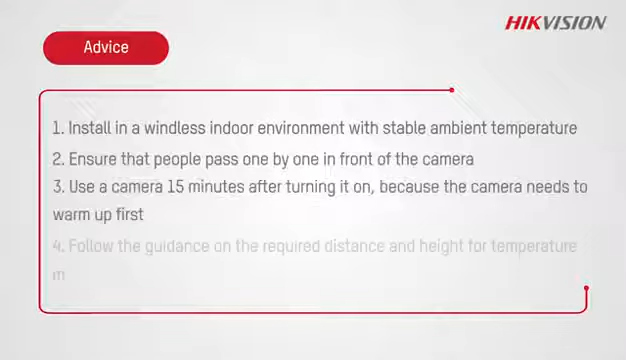 HIKVISION
Advice
1. Install in a windless indoor environment with stable ambient temperature
2. Ensure that people pass one by one in front of the camera
3. Use a camera 15 minutes after turning it on, because the camera needs to
warm up first
4. Follow the guidance on the required distance and height for temperature
m